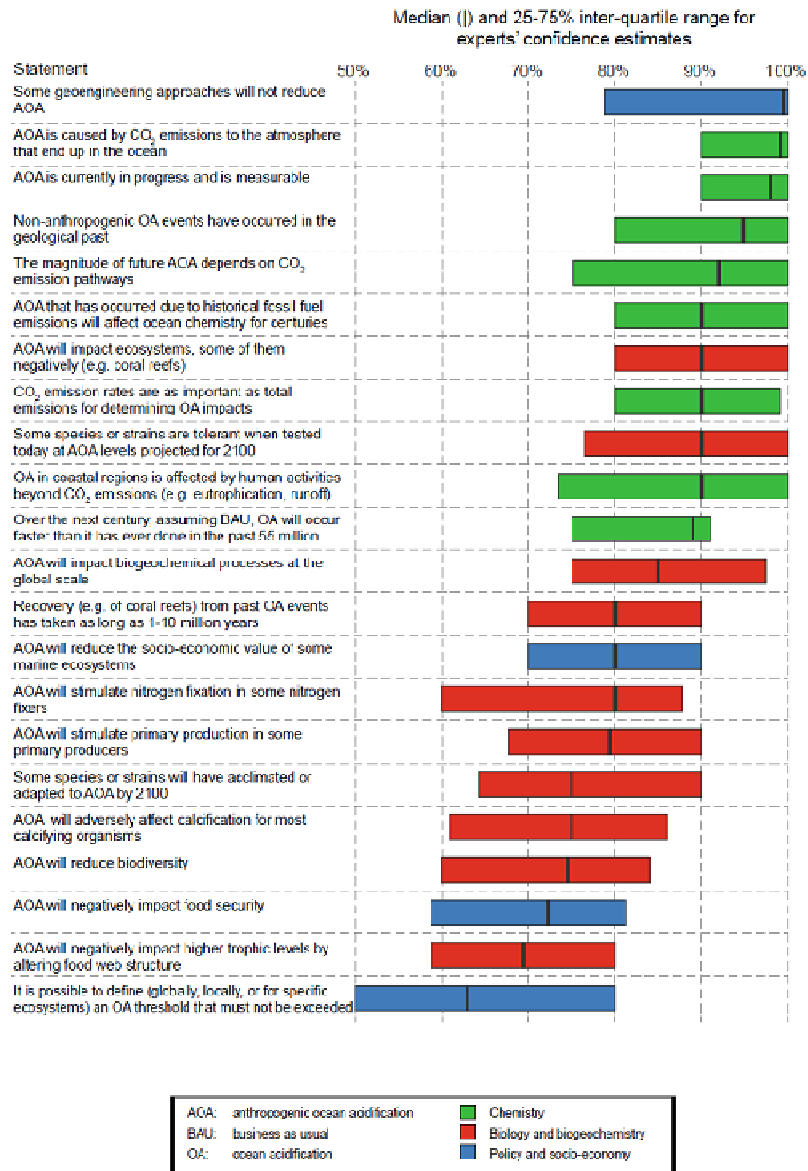 Median (|) and 25-75% inter-quartile range for
experts' confidence estimates
Statement 50% 60% 70% 80% 90% 100%
Some geoengineering approaches will not reduce
AOA
AOA is caused by CO₂ emissions to the atmosphere
that end up in the ocean
AOA is currently in progress and is measurable
Non-anthropogenic OA events have occurred in the
geological past
The magnitude of future AOA depends on CO₂
emission pathways
AOA that has occurred due to historical fossil fuel
emissions will affect ocean chemistry for centuries
AOA will impact ecosystems, some of them
negatively (e.g. coral reefs)
CO₂ emission rates are as important as total
emissions for determining OA impacts
Some species or strains are tolerant when tested
today at AOA levels projected for 2100
OA in coastal regions is affected by human activities
beyond CO₂ emissions (e.g. eutrophication, runoff)
Over the next century, assuming BAU, OA will occur
faster than it has ever done in the past 55 million
AOA will impact biogeochemical processes at the
global scale
Recovery (e.g. of coral reefs) from past OA events
has taken as long as 1-10 million years
AOA will reduce the socio-economic value of some
marine ecosystems
AOA will stimulate nitrogen fixation in some nitrogen
fixers
AOA will stimulate primary production in some
primary producers
Some species or strains will have acclimated or
adapted to AOA by 2100
AOA will adversely affect calcification for most
calcifying organisms
AOA will reduce biodiversity
AOA will negatively impact food security
AOA will negatively impact higher trophic levels by
altering food web structure
It is possible to define (globally, locally, or for specific
ecosystems) an OA threshold that must not be exceeded
AOA: anthropogenic ocean acidification Chemistry
BAU: business as usual Biology and biogeochemistry
OA: ocean acidification Policy and socio-economy